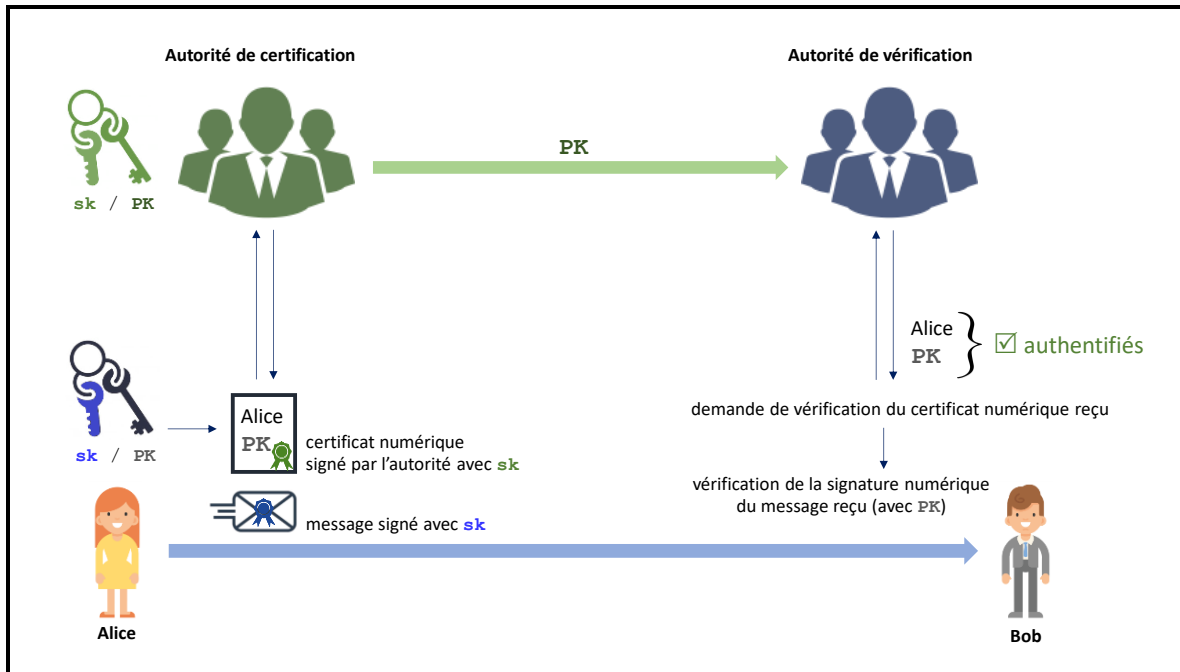 Autorité de certification
Autorité de vérification
PK
sk / PK
Alice
PK
authentifiés
demande de vérification du certificat numérique reçu
sk / PK
Alice
PK
certificat numérique
signé par l'autorité avec sk
vérification de la signature numérique
du message reçu (avec PK)
message signé avec sk
Alice
Bob